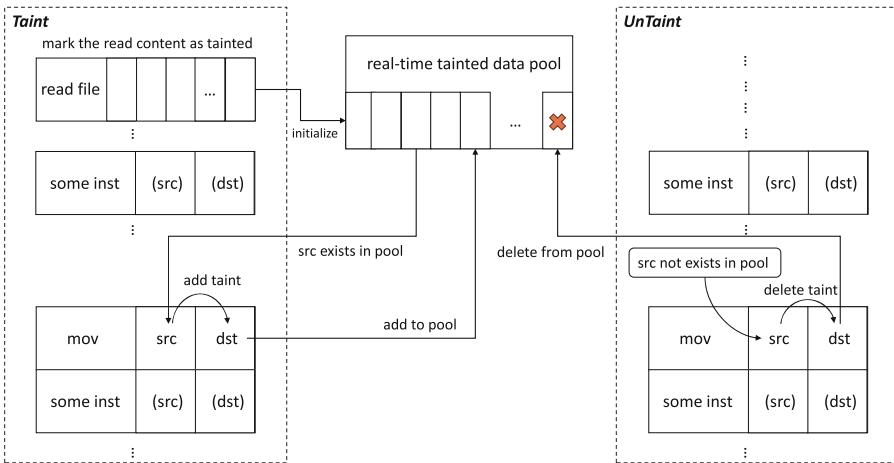 Taint
mark the read content as tainted
read file ...
⋮
some inst (src) (dst)
⋮
add taint
mov src dst
some inst (src) (dst)
⋮
real-time tainted data pool
initialize
...
src exists in pool
add to pool
delete from pool
UnTaint
⋮
⋮
⋮
some inst (src) (dst)
⋮
src not exists in pool
delete taint
mov src dst
some inst (src) (dst)
⋮